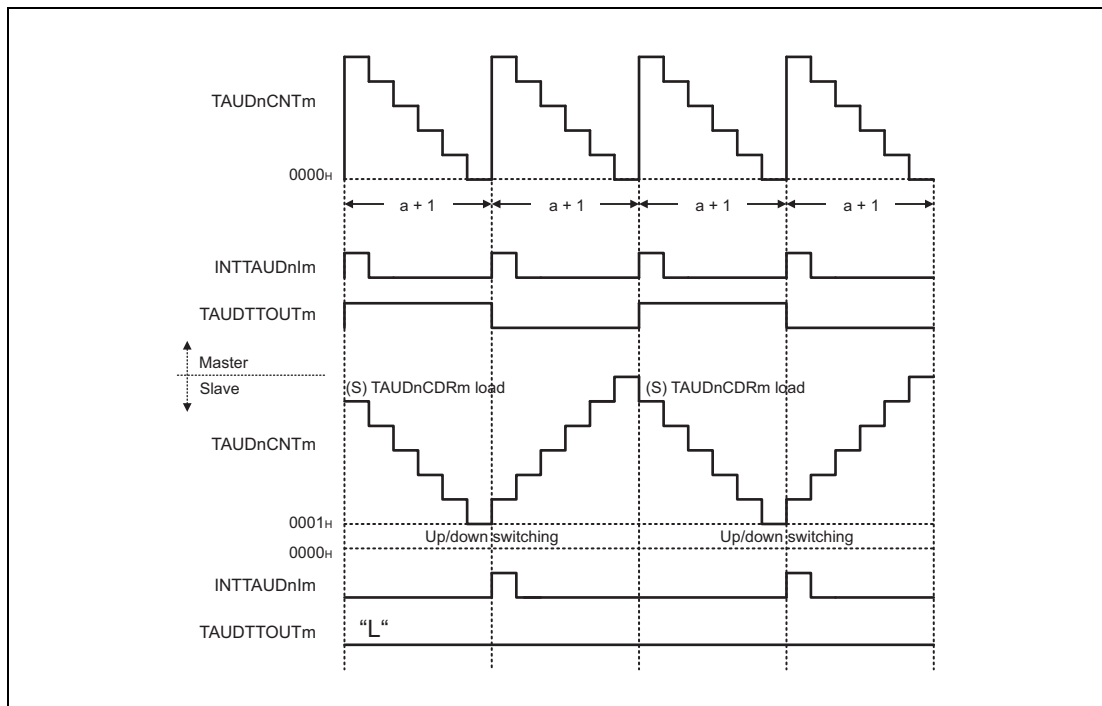 TAUDnCNTm
0000H
a + 1 a + 1 a + 1 a + 1
INTTAUDnIm
TAUDTTOUTm
Master
Slave
(S) TAUDnCDRm load (S) TAUDnCDRm load
TAUDnCNTm
0001H
Up/down switching Up/down switching
0000H
INTTAUDnIm
TAUDTTOUTm
“L“